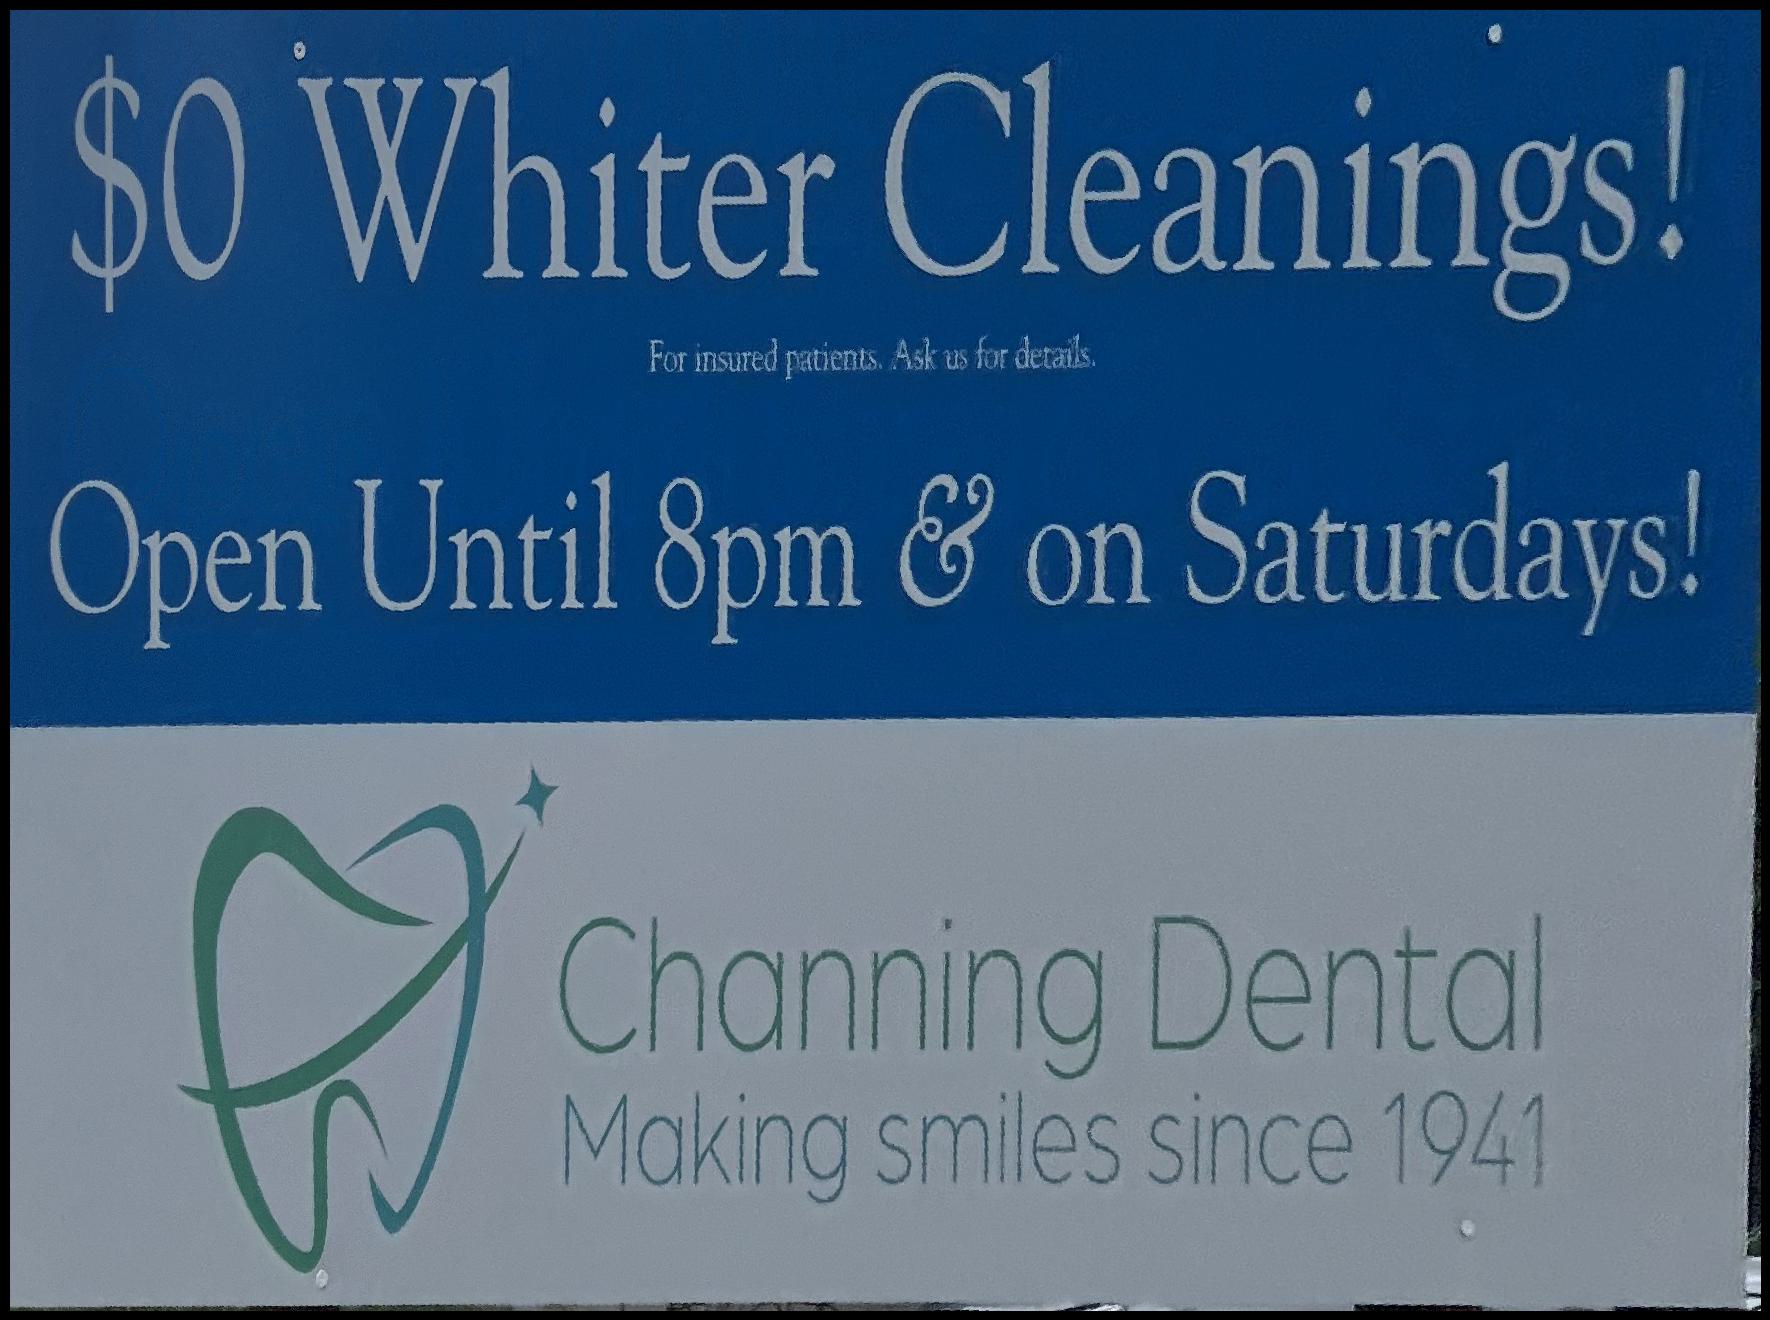 $0 Whiter Cleanings!
For insured patients. Ask us for details.
Open Until 8pm & on Saturdays!
Channing Dental
Making smiles since 1941